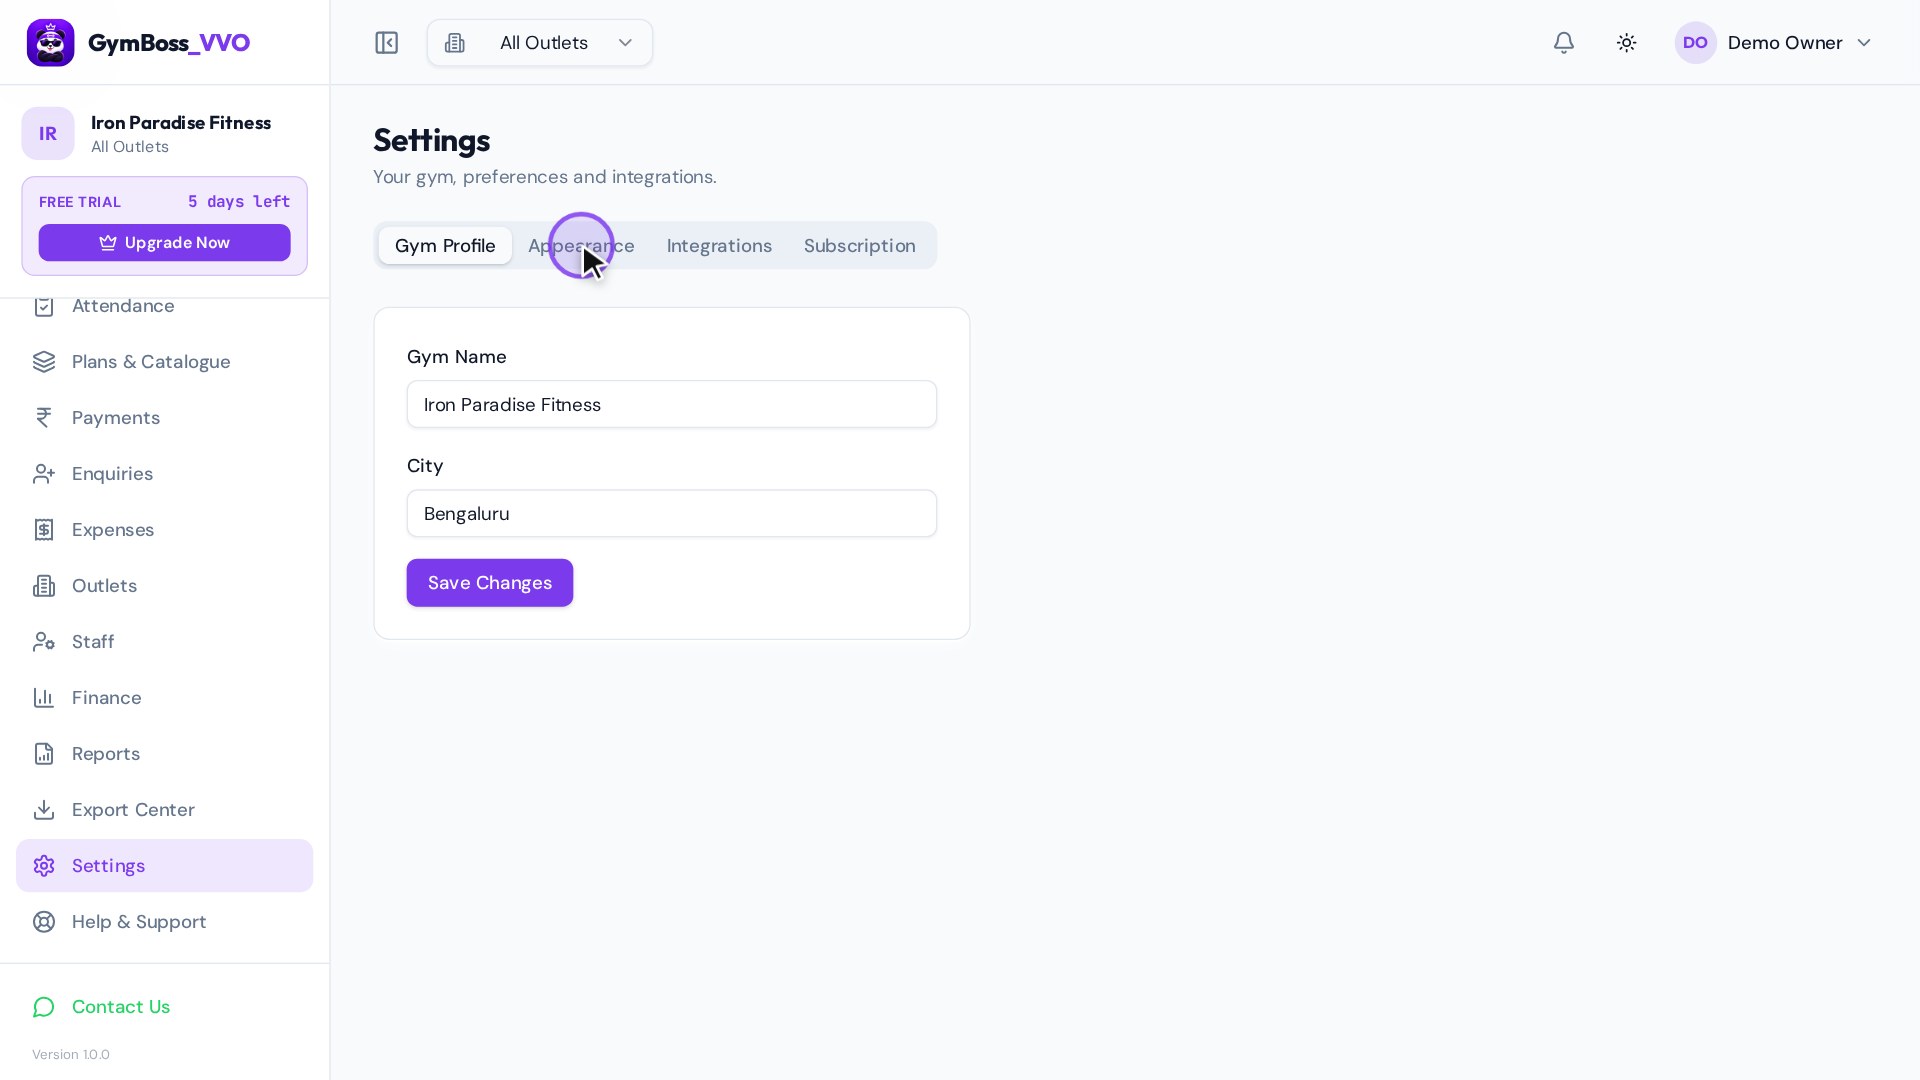 GymBoss_VVO
All Outlets
DO
Demo Owner
IR
Iron Paradise Fitness
All Outlets
FREE TRIAL
5 days left
Upgrade Now
Attendance
Plans & Catalogue
Payments
Enquiries
Expenses
Outlets
Staff
Finance
Reports
Export Center
Settings
Help & Support
Contact Us
Version 1.0.0
Settings
Your gym, preferences and integrations.
Gym Profile
Appearance
Integrations
Subscription
Gym Name
Iron Paradise Fitness
City
Bengaluru
Save Changes